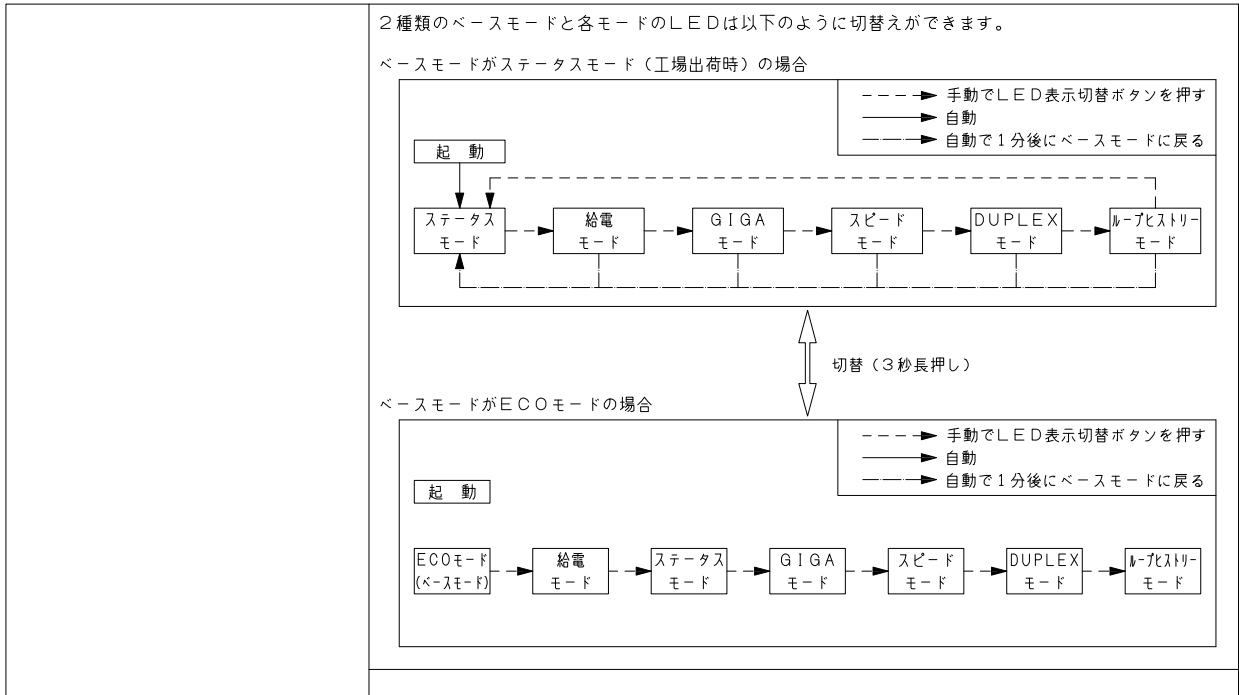 ２種類のベースモードと各モードのＬＥＤは以下のように切替えができます。
ベースモードがステータスモード（工場出荷時）の場合
手動でＬＥＤ表示切替ボタンを押す
自動
自動で１分後にベースモードに戻る
起　動
ステータス
モード
給電
モード
ＧＩＧＡ
モード
スピード
モード
ＤＵＰＬＥＸ
モード
ループヒストリー
モード
切替（３秒長押し）
ベースモードがＥＣＯモードの場合
手動でＬＥＤ表示切替ボタンを押す
自動
自動で１分後にベースモードに戻る
起　動
ECOモード
(ベースモード)
給電
モード
ステータス
モード
ＧＩＧＡ
モード
スピード
モード
DUPLEX
モード
ループヒストリー
モード